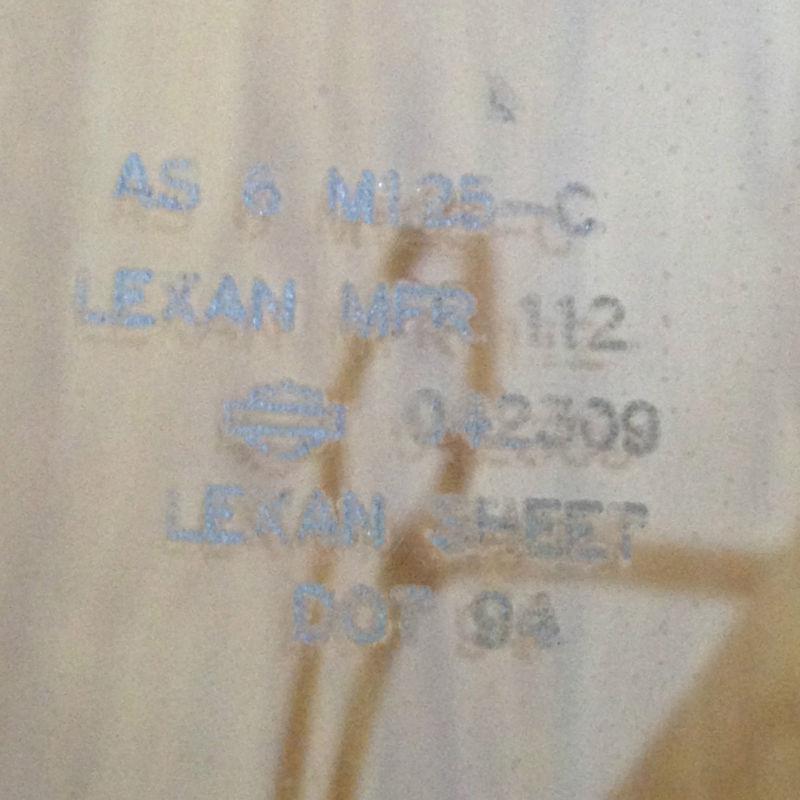 AS 6 M125-C
LEXAN MFR 112
042309
LEXAN SHEET
DOT 94